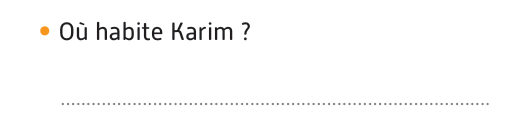 • Où habite Karim ?